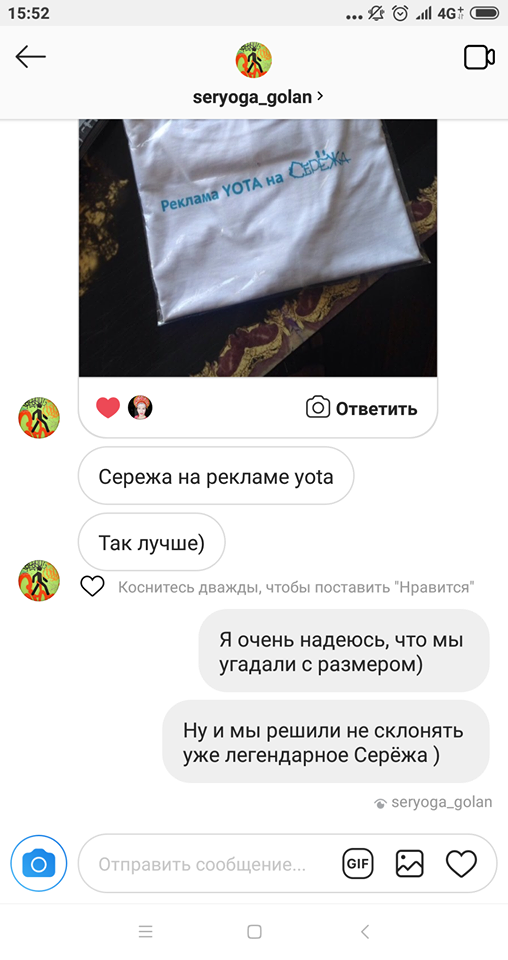 15:52
4G+
seryoga_golan
Реклама YOTA на СЕРЁЖА
Ответить
Сережа на рекламе yota
Так лучше)
Коснитесь дважды, чтобы поставить "Нравится"
Я очень надеюсь, что мы
угадали с размером)
Ну и мы решили не склонять
уже легендарное Серёжа )
seryoga_golan
Отправить сообщение...
GIF